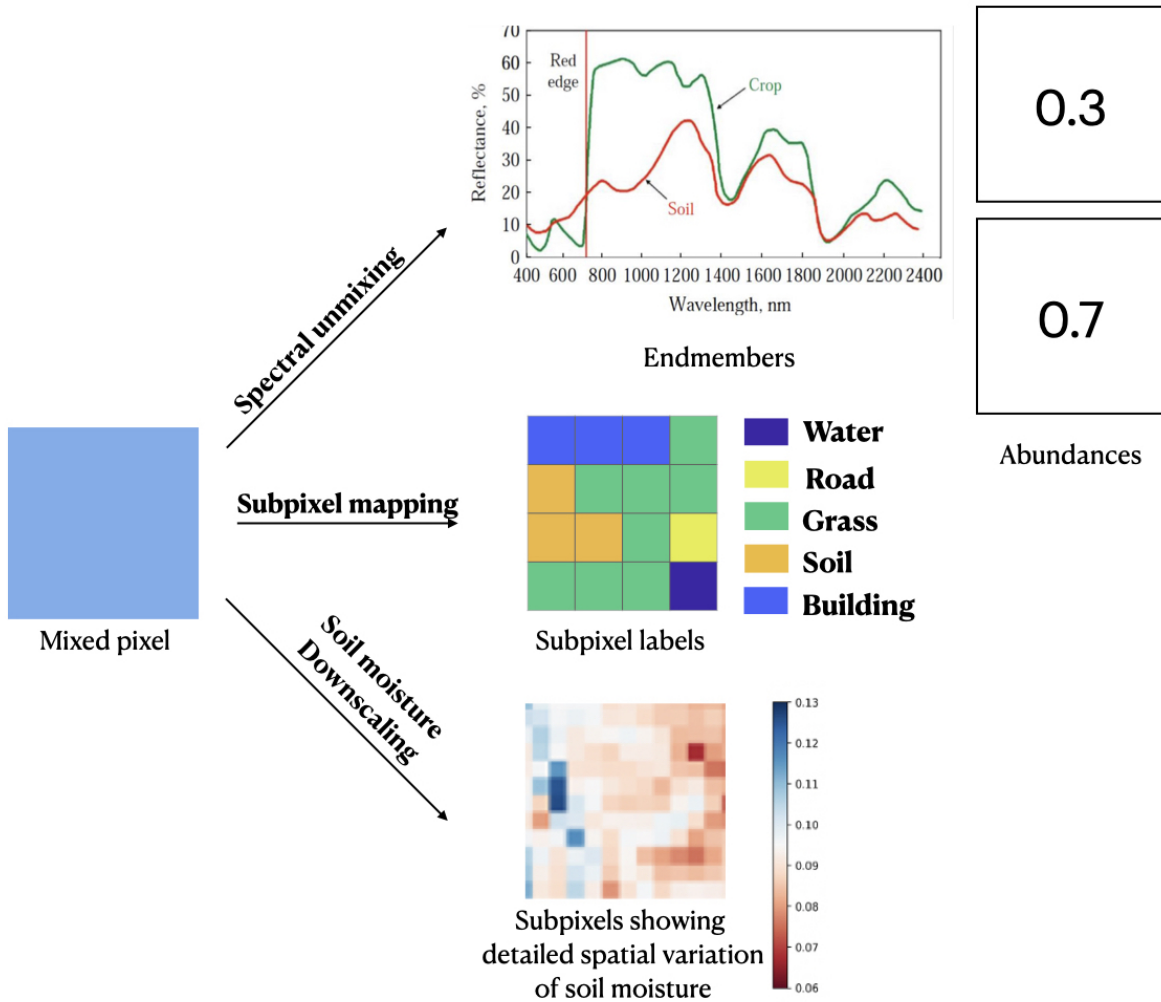 70
60
50
40
30
20
10
0
Reflectance, %
Red
edge
Crop
Soil
400 600 800 1000 1200 1400 1600 1800 2000 2200 2400
Wavelength, nm
Endmembers
0.3
0.7
Abundances
Spectral unmixing
Mixed pixel
Subpixel mapping
Water
Road
Grass
Soil
Building
Subpixel labels
Soil moisture
Downscaling
0.13
0.12
0.11
0.10
0.09
0.08
0.07
0.06
Subpixels showing
detailed spatial variation
of soil moisture